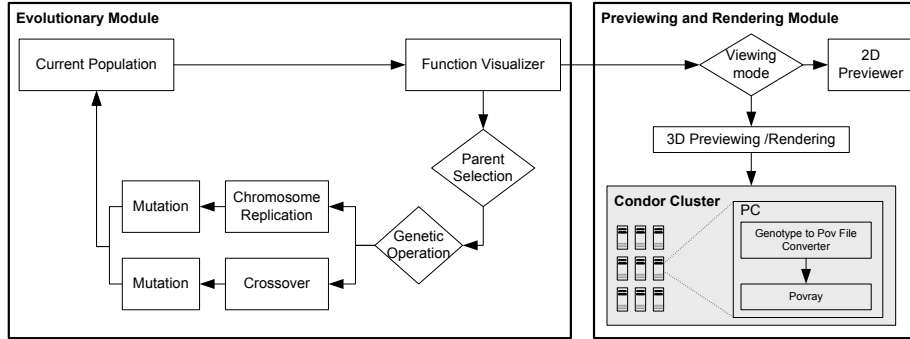 Evolutionary Module
Current Population
Function Visualizer
Parent
Selection
Genetic
Operation
Chromosome
Replication
Mutation
Crossover
Mutation
Previewing and Rendering Module
Viewing
mode
2D
Previewer
3D Previewing /Rendering
Condor Cluster
PC
Genotype to Pov File
Converter
Povray